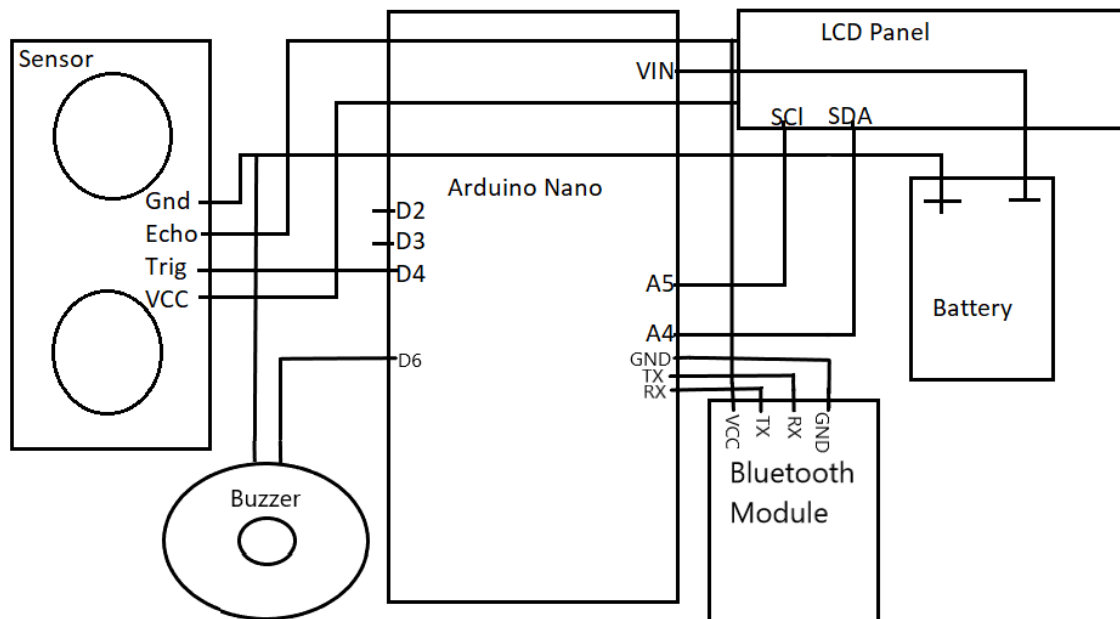 Sensor
Gnd
Echo
Trig
VCC
Buzzer
Arduino Nano
D2
D3
D4
D6
VIN
A5
A4
GND
TX
RX
LCD Panel
SCl
SDA
Battery
VCC
TX
RX
GND
Bluetooth
Module